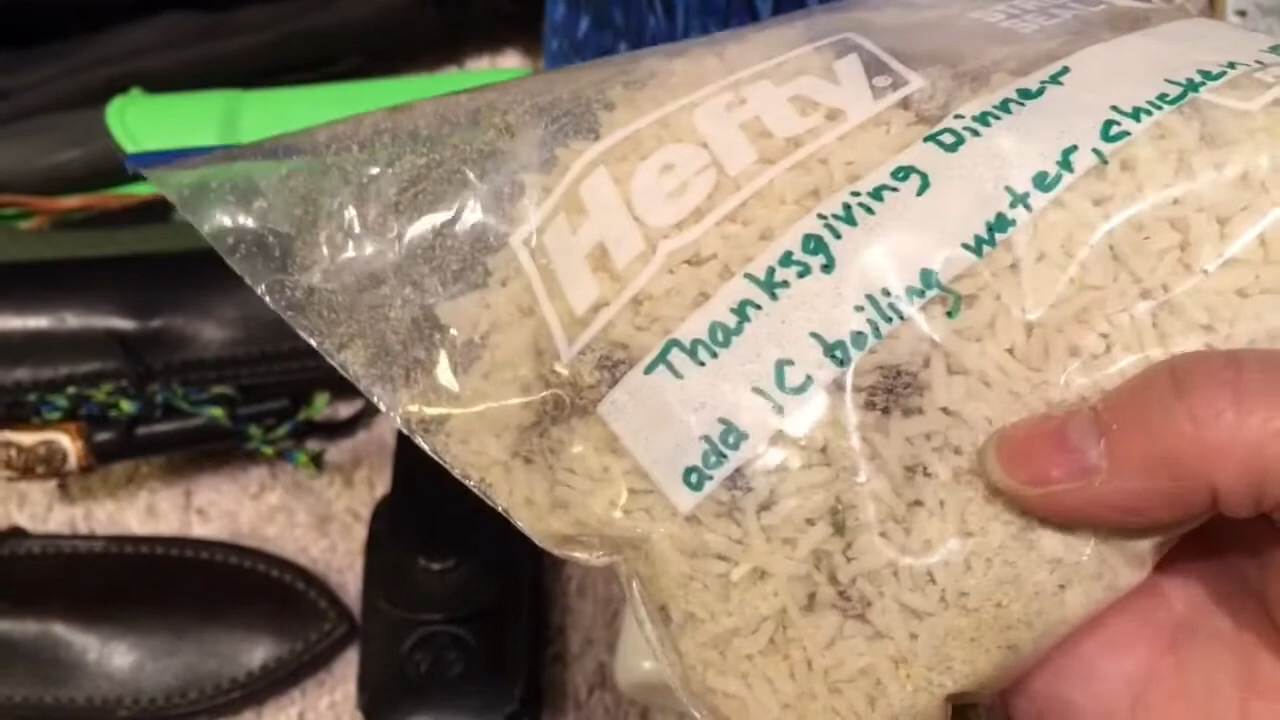 Hefty
Thanksgiving Dinner
add 1C boiling water, chicken,